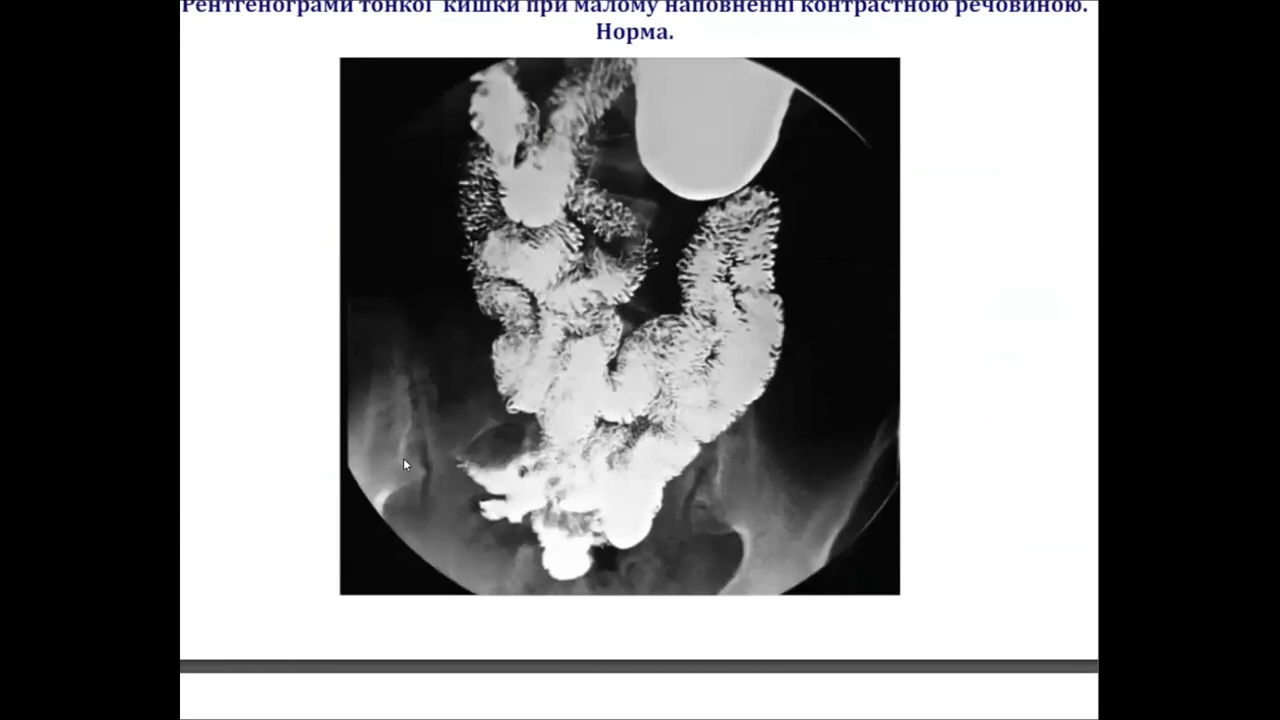 Рентгенограми тонкої кишки при малому наповненні контрастною речовиною.
Норма.